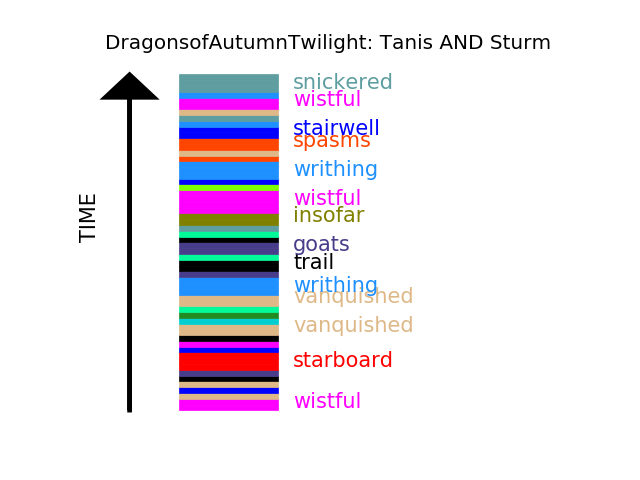 DragonsofAutumnTwilight: Tanis AND Sturm
snickered
wistful
stairwell
spasms
writhing
wistful
insofar
goats
trail
writhing
vanquished
vanquished
starboard
wistful
TIME